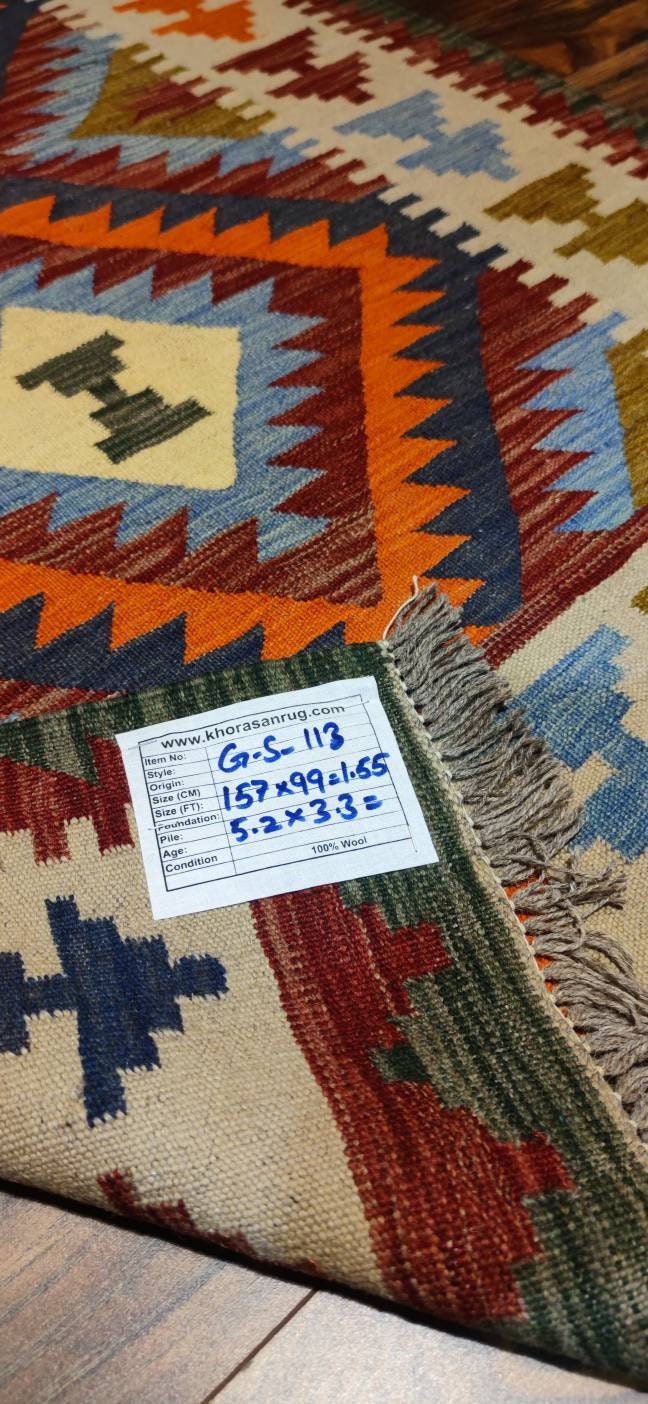 www.khorasanrug.com
Item No: G-S-113
Style:
Origin:
Size (CM) 157x99=1.55
Size (FT): 5.2x3.3=
Foundation:
Pile:
Age: 100% Wool
Condition